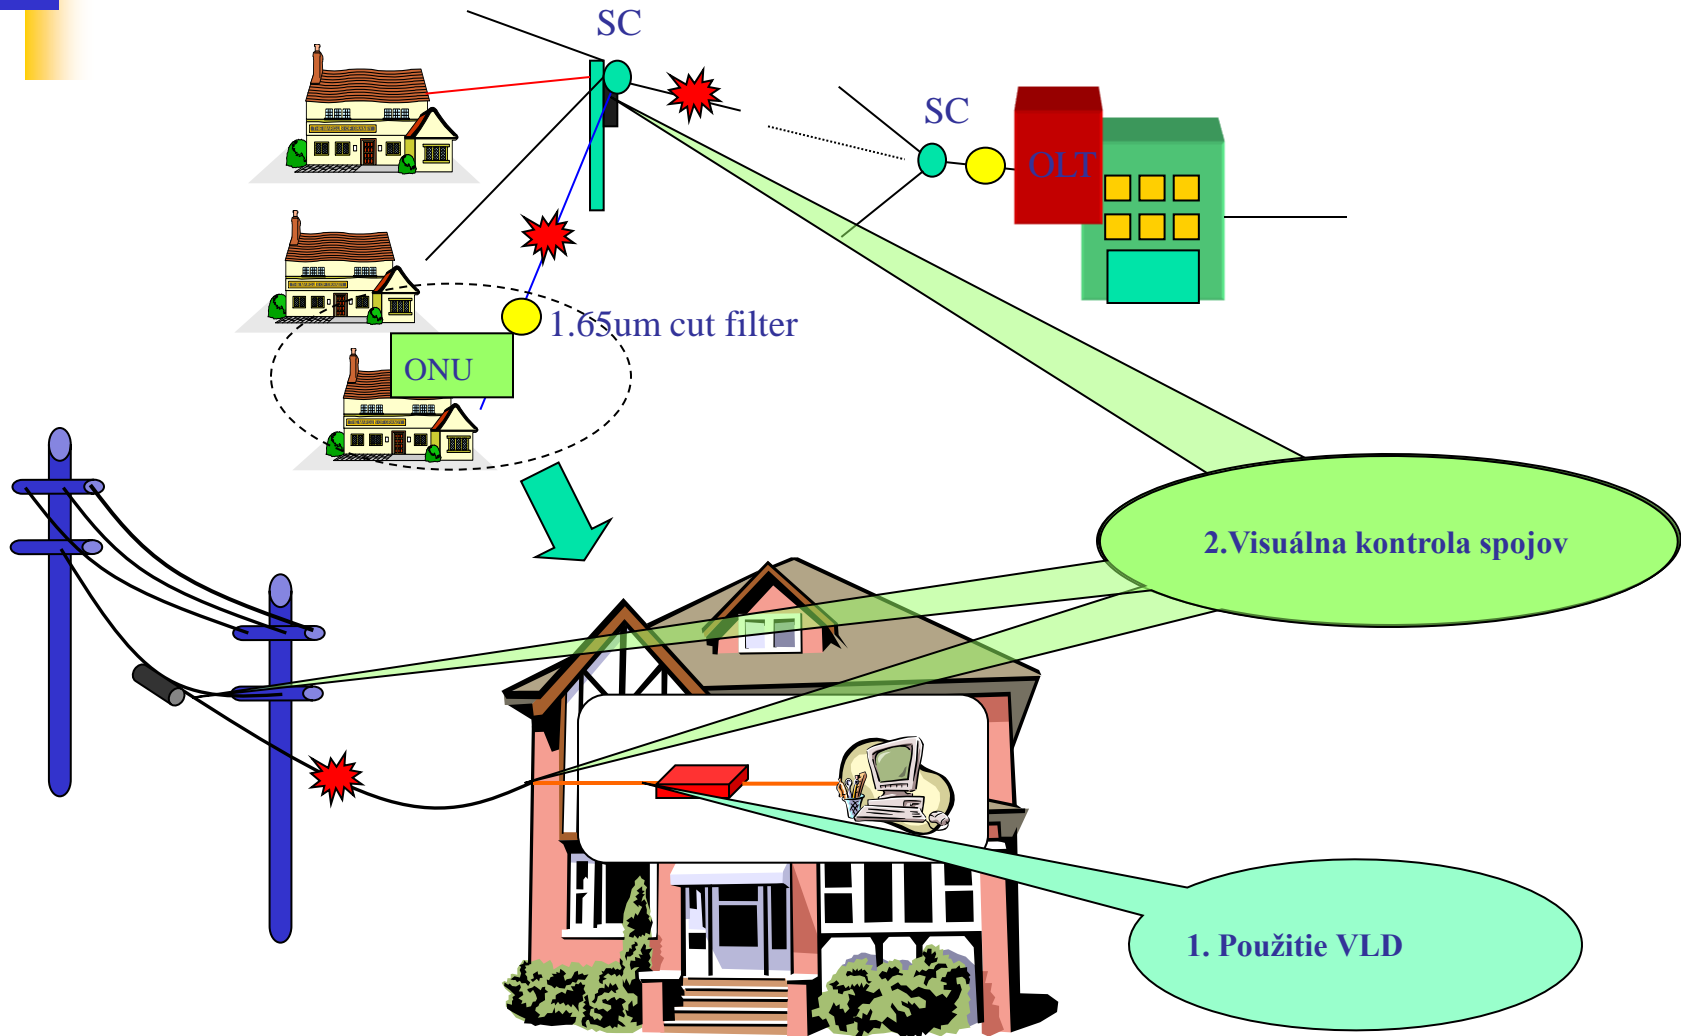 SC
SC
OLT
1.65um cut filter
ONU
2.Visuálna kontrola spojov
1. Použitie VLD